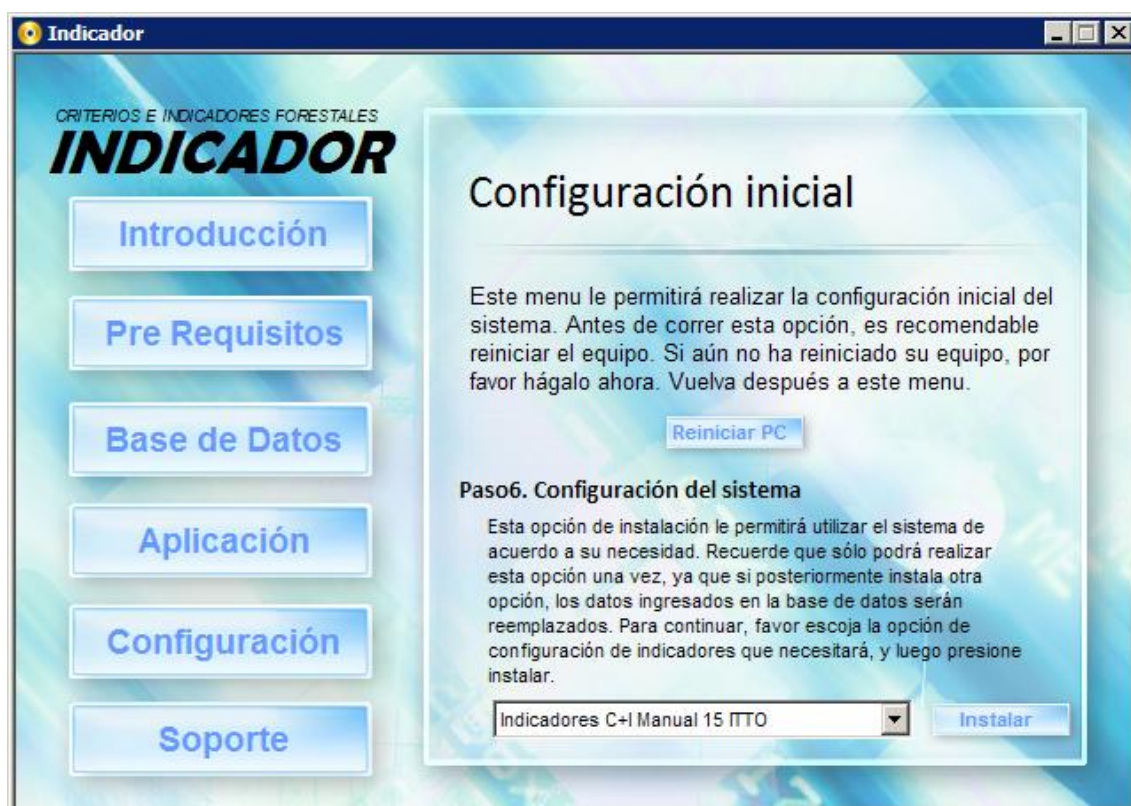 Indicador
CRITERIOS E INDICADORES FORESTALES
INDICADOR
Introducción
Pre Requisitos
Base de Datos
Aplicación
Configuración
Soporte
Configuración inicial
Este menu le permitirá realizar la configuración inicial del
sistema. Antes de correr esta opción, es recomendable
reiniciar el equipo. Si aún no ha reiniciado su equipo, por
favor hágalo ahora. Vuelva después a este menu.
Reiniciar PC
Paso6. Configuración del sistema
Esta opción de instalación le permitirá utilizar el sistema de
acuerdo a su necesidad. Recuerde que sólo podrá realizar
esta opción una vez, ya que si posteriormente instala otra
opción, los datos ingresados en la base de datos serán
reemplazados. Para continuar, favor escoja la opción de
configuración de indicadores que necesitará, y luego presione
instalar.
Indicadores C+I Manual 15 ITTO
Instalar